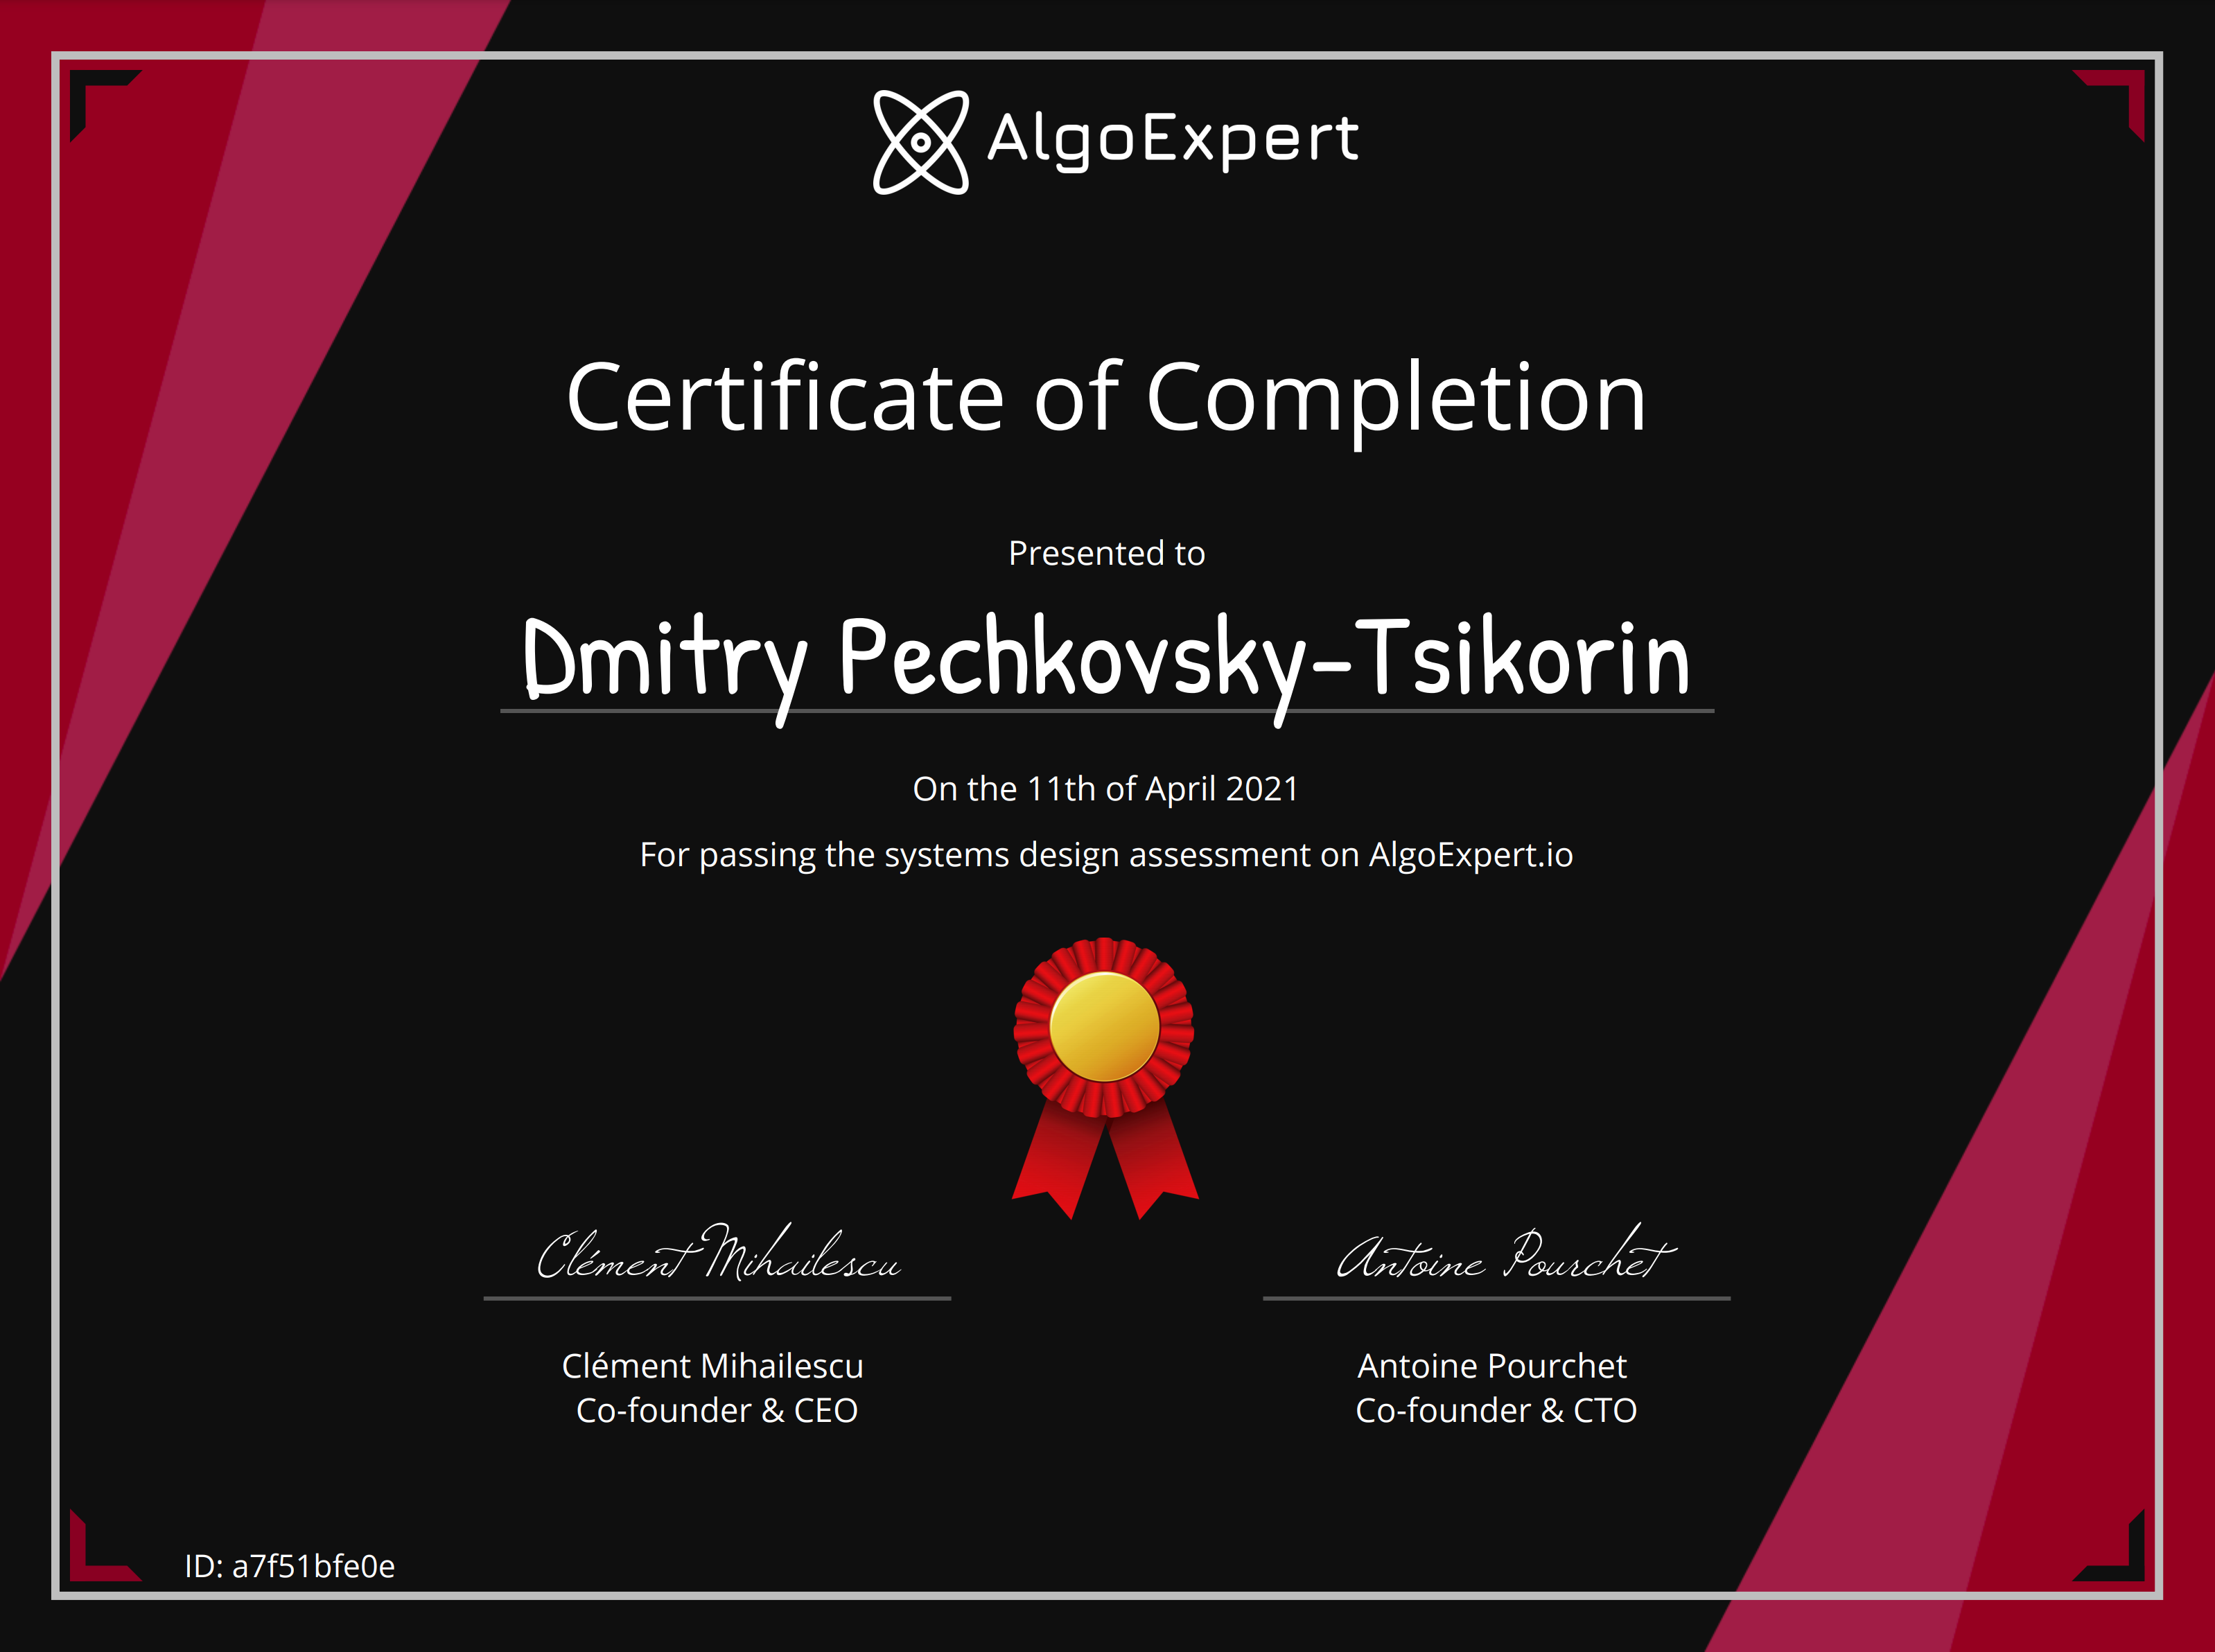 AlgoExpert
Certificate of Completion
Presented to
Dmitry Pechkovsky-Tsikorin
On the 11th of April 2021
For passing the systems design assessment on AlgoExpert.io
Clément Mihailescu
Antoine Pourchet
Clément Mihailescu
Co-founder & CEO
Antoine Pourchet
Co-founder & CTO
ID: a7f51bfe0e